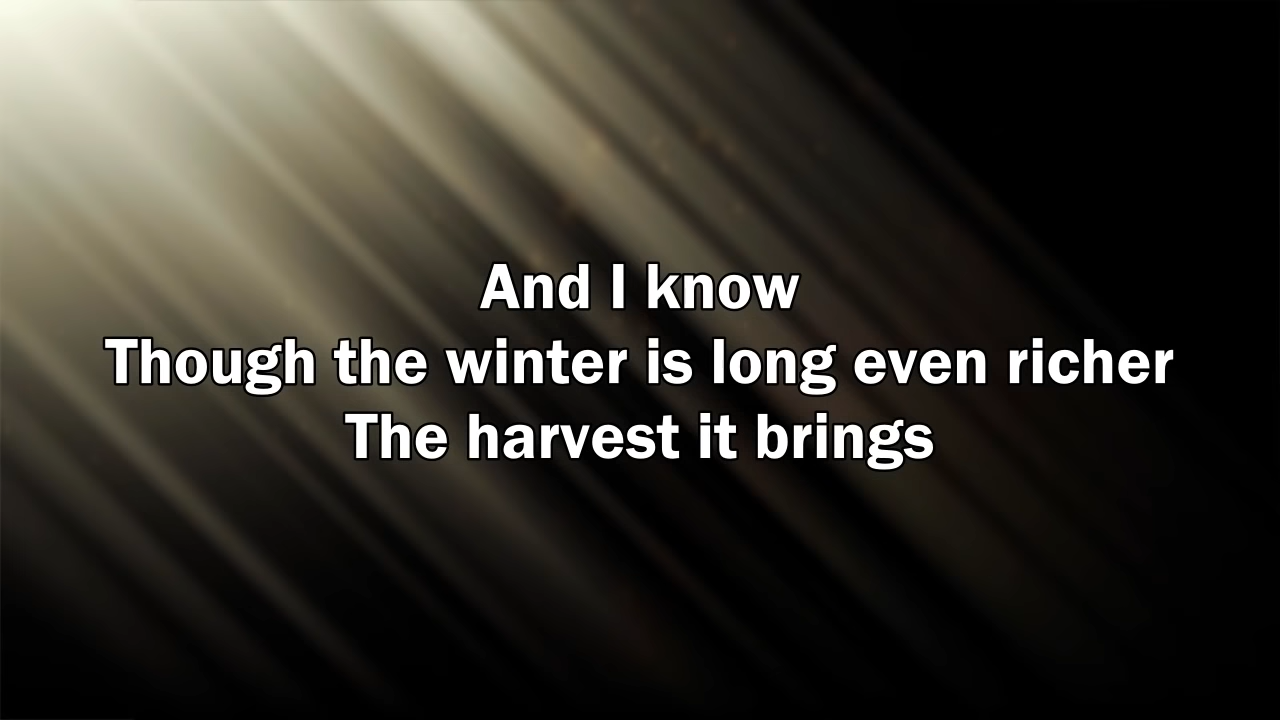 And I know
Though the winter is long even richer
The harvest it brings